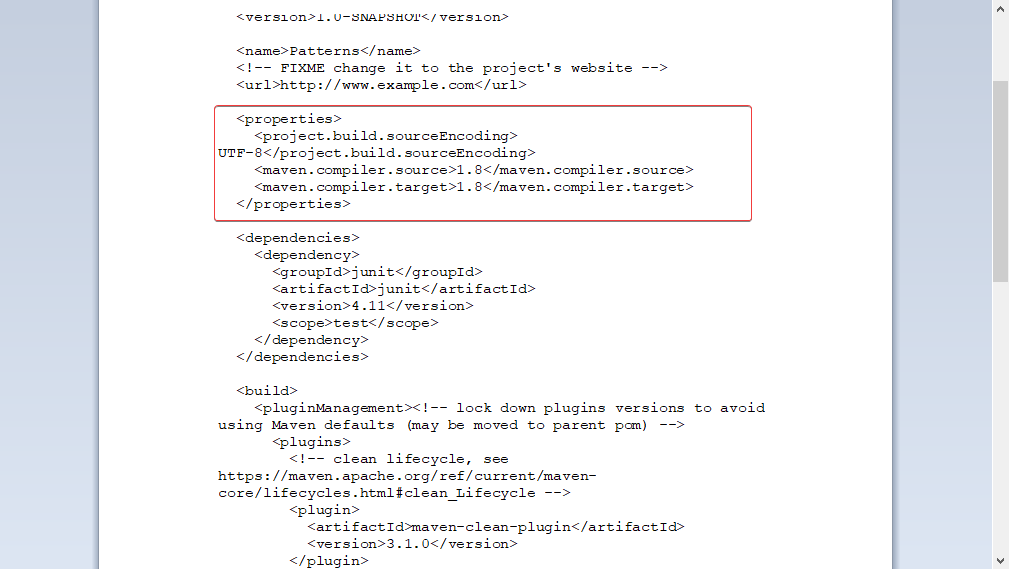 <version>1.0-SNAPSHOT</version>
<name>Patterns</name>
<!-- FIXME change it to the project's website -->
<url>http://www.example.com</url>
<properties>
<project.build.sourceEncoding>
UTF-8</project.build.sourceEncoding>
<maven.compiler.source>1.8</maven.compiler.source>
<maven.compiler.target>1.8</maven.compiler.target>
</properties>
<dependencies>
<dependency>
<groupId>junit</groupId>
<artifactId>junit</artifactId>
<version>4.11</version>
<scope>test</scope>
</dependency>
</dependencies>
<build>
<pluginManagement><!-- lock down plugins versions to avoid
using Maven defaults (may be moved to parent pom) -->
<plugins>
<!-- clean lifecycle, see
https://maven.apache.org/ref/current/maven-
core/lifecycles.html#clean_Lifecycle -->
<plugin>
<artifactId>maven-clean-plugin</artifactId>
<version>3.1.0</version>
</plugin>